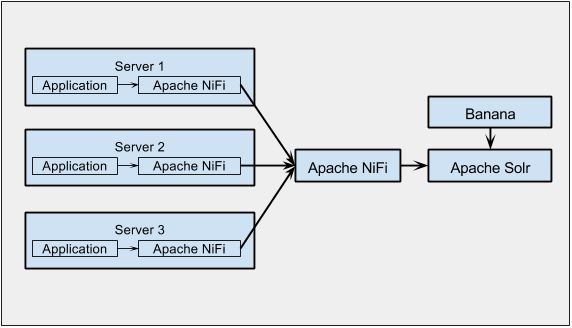 Server 1
Application
Apache NiFi
Server 2
Application
Apache NiFi
Server 3
Application
Apache NiFi
Apache NiFi
Banana
Apache Solr